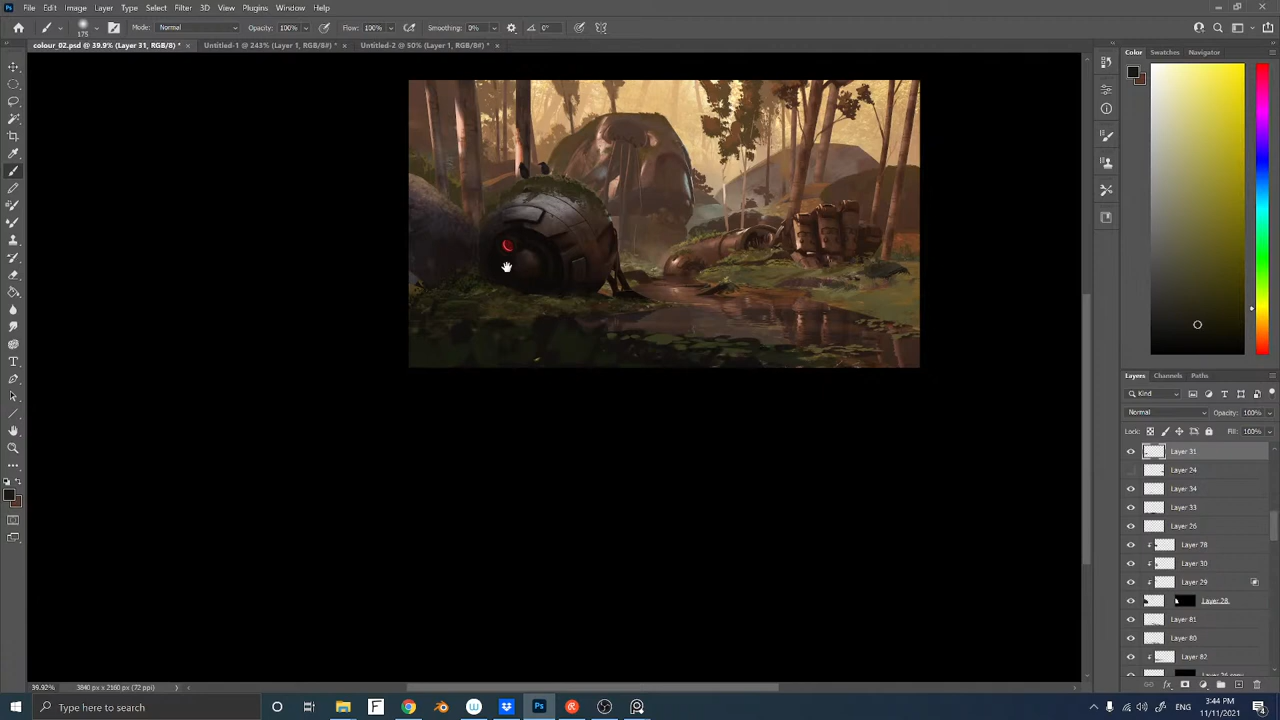 File Edit Image Layer Type Select Filter 3D View Plugins Window Help
175 Mode: Normal Opacity: 100% Flow: 100% Smoothing: 0% 0°
colour_02.psd @ 39.9% (Layer 31, RGB/8) * × Untitled-1 @ 243% (Layer 1, RGB/8#) * × Untitled-2 @ 50% (Layer 1, RGB/8#) * ×
Color Swatches Navigator
Layers Channels Paths
Kind
Normal Opacity: 100%
Lock: Fill: 100%
Layer 31
Layer 24
Layer 34
Layer 33
Layer 26
Layer 78
Layer 30
Layer 29
Layer 28
Layer 81
Layer 80
Layer 82
Layer 26 copy
39.92% 3840 px x 2160 px (72 ppi)
Type here to search
3:44 PM
11/11/2021